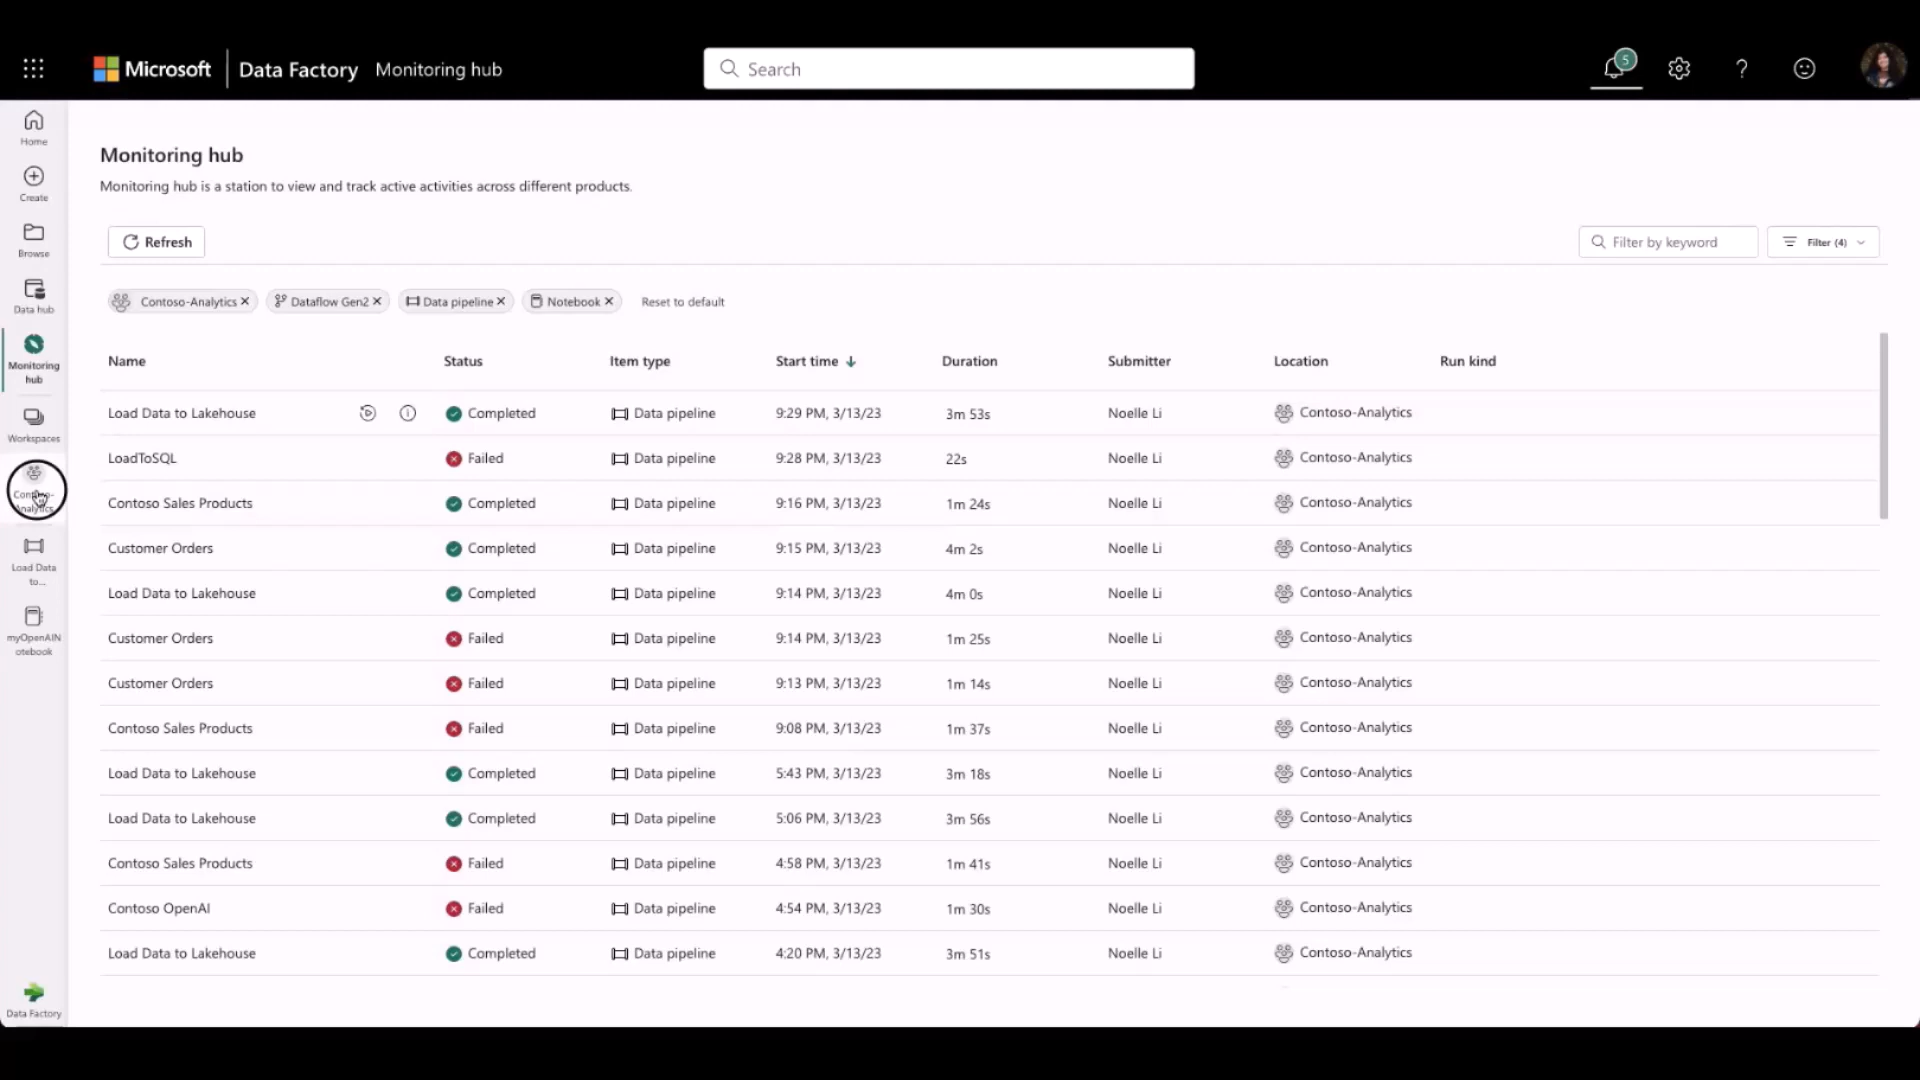 Microsoft Data Factory Monitoring hub
Search
5
Home
Create
Browse
Data hub
Monitoring hub
Workspaces
Contoso-Analytics
Load Data to...
myOpenAIN otebook
Data Factory
Monitoring hub
Monitoring hub is a station to view and track active activities across different products.
Refresh
Filter by keyword
Filter (4)
Contoso-Analytics Dataflow Gen2 Data pipeline Notebook Reset to default
Name Status Item type Start time Duration Submitter Location Run kind
Load Data to Lakehouse Completed Data pipeline 9:29 PM, 3/13/23 3m 53s Noelle Li Contoso-Analytics
LoadToSQL Failed Data pipeline 9:28 PM, 3/13/23 22s Noelle Li Contoso-Analytics
Contoso Sales Products Completed Data pipeline 9:16 PM, 3/13/23 1m 24s Noelle Li Contoso-Analytics
Customer Orders Completed Data pipeline 9:15 PM, 3/13/23 4m 2s Noelle Li Contoso-Analytics
Load Data to Lakehouse Completed Data pipeline 9:14 PM, 3/13/23 4m 0s Noelle Li Contoso-Analytics
Customer Orders Failed Data pipeline 9:14 PM, 3/13/23 1m 25s Noelle Li Contoso-Analytics
Customer Orders Failed Data pipeline 9:13 PM, 3/13/23 1m 14s Noelle Li Contoso-Analytics
Contoso Sales Products Failed Data pipeline 9:08 PM, 3/13/23 1m 37s Noelle Li Contoso-Analytics
Load Data to Lakehouse Completed Data pipeline 5:43 PM, 3/13/23 3m 18s Noelle Li Contoso-Analytics
Load Data to Lakehouse Completed Data pipeline 5:06 PM, 3/13/23 3m 56s Noelle Li Contoso-Analytics
Contoso Sales Products Failed Data pipeline 4:58 PM, 3/13/23 1m 41s Noelle Li Contoso-Analytics
Contoso OpenAI Failed Data pipeline 4:54 PM, 3/13/23 1m 30s Noelle Li Contoso-Analytics
Load Data to Lakehouse Completed Data pipeline 4:20 PM, 3/13/23 3m 51s Noelle Li Contoso-Analytics